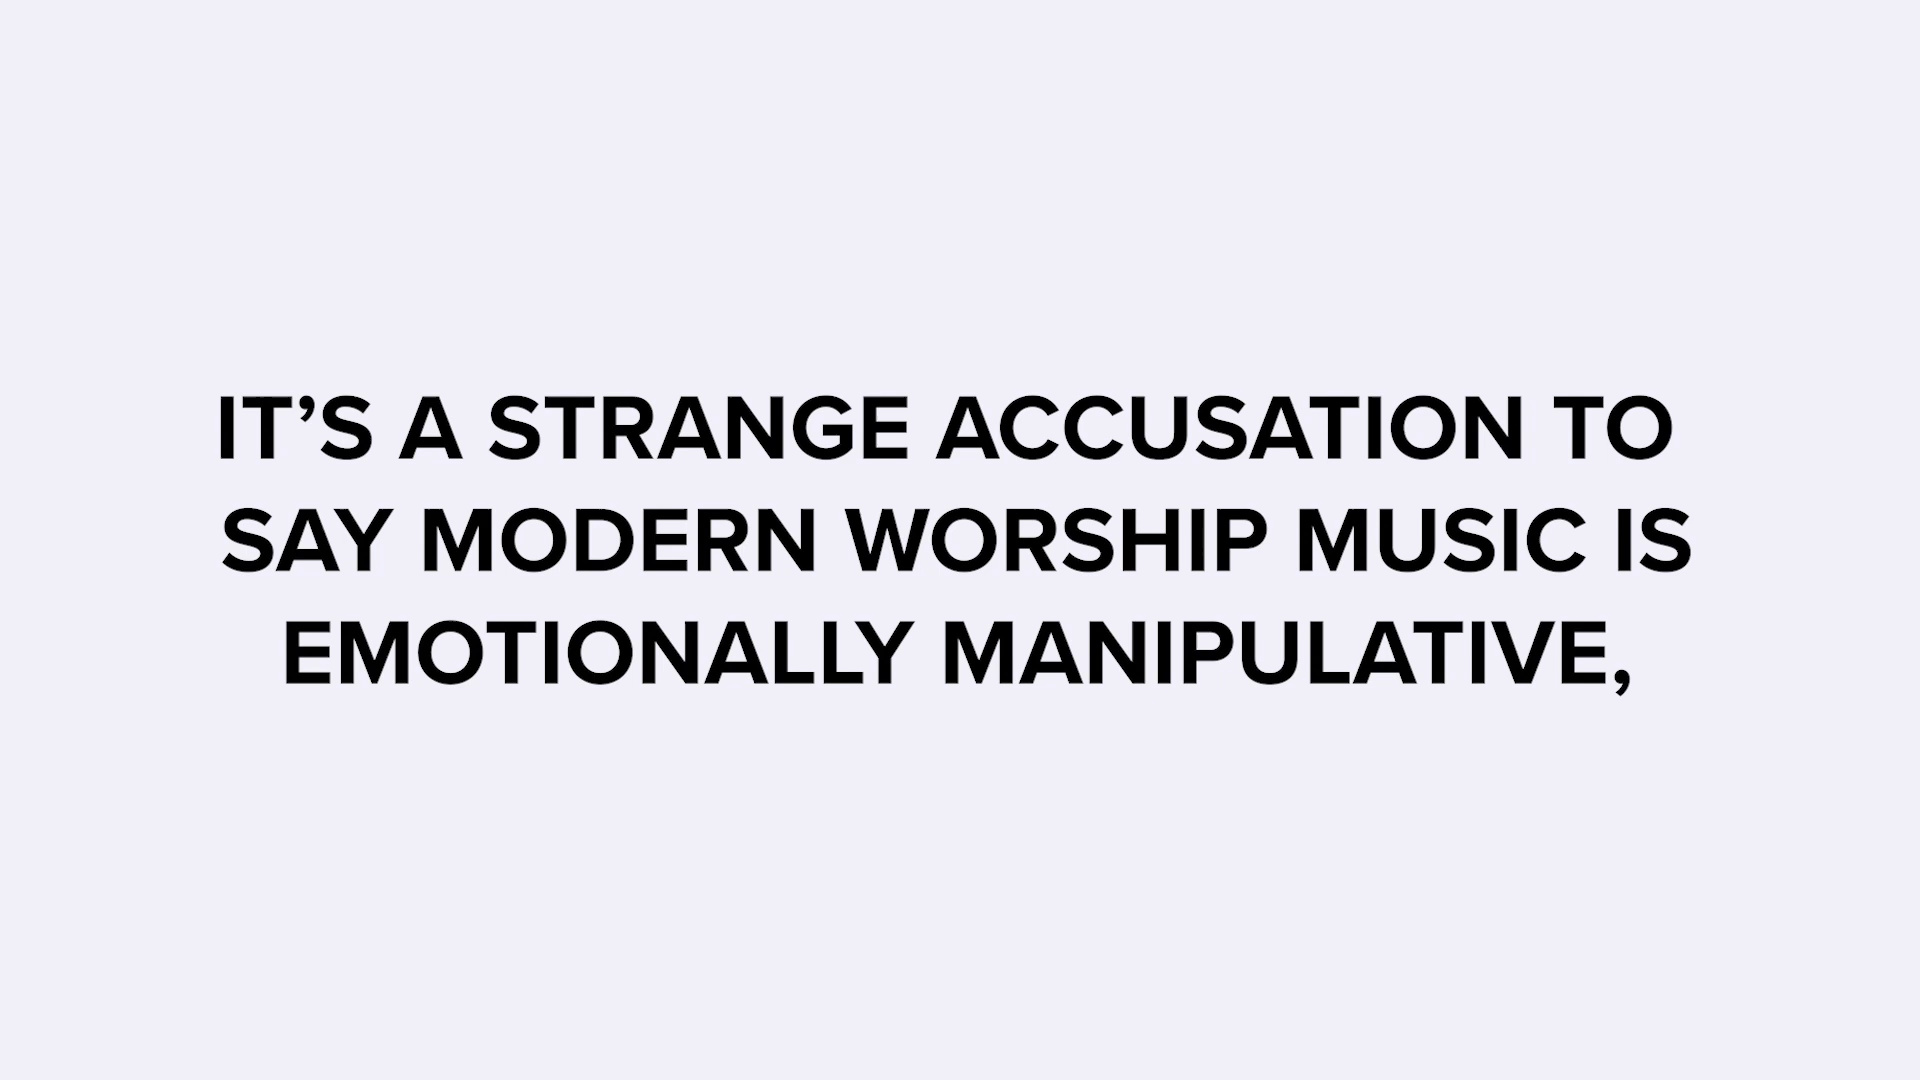 IT’S A STRANGE ACCUSATION TO
SAY MODERN WORSHIP MUSIC IS
EMOTIONALLY MANIPULATIVE,